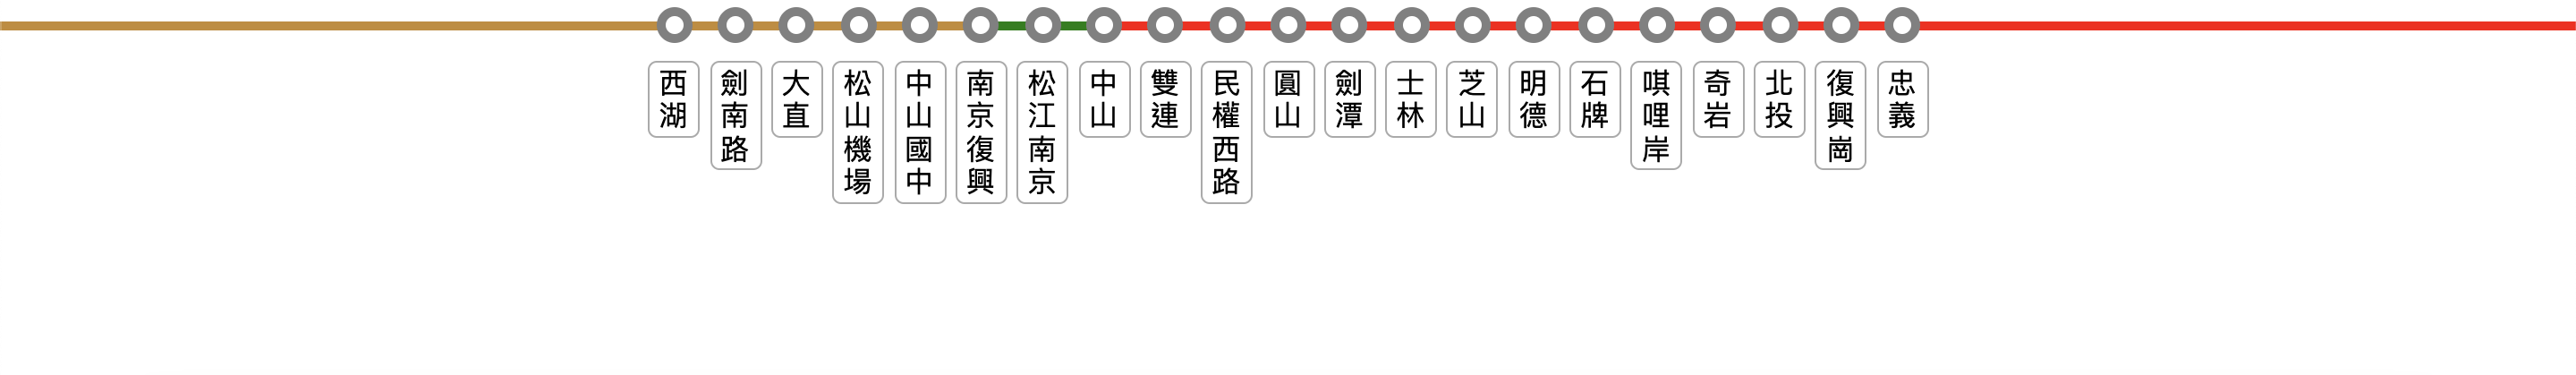 西湖
劍南路
大直
松山機場
中山國中
南京復興
松江南京
中山
雙連
民權西路
圓山
劍潭
士林
芝山
明德
石牌
唭哩岸
奇岩
北投
復興崗
忠義